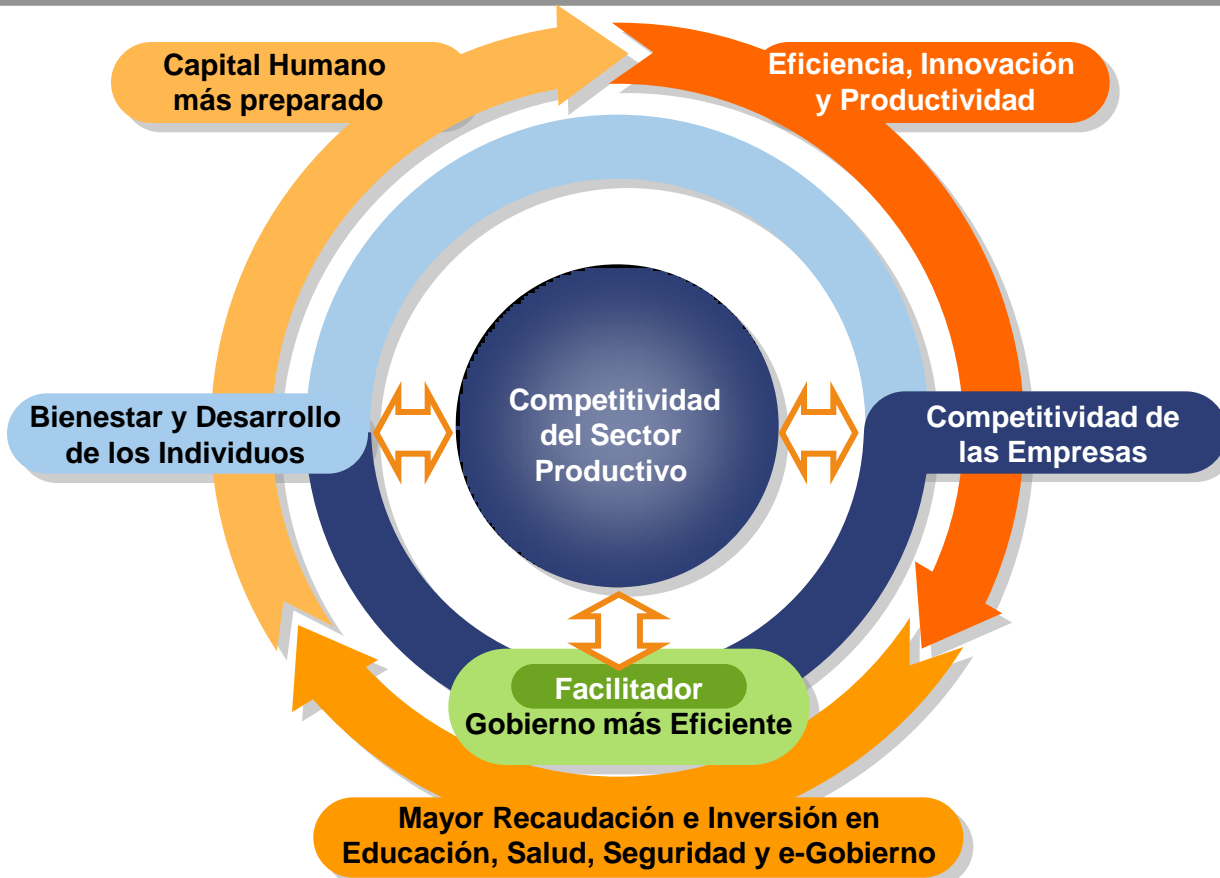 Capital Humano
más preparado
Eficiencia, Innovación
y Productividad
Bienestar y Desarrollo
de los Individuos
Competitividad
del Sector
Productivo
Competitividad de
las Empresas
Facilitador
Gobierno más Eficiente
Mayor Recaudación e Inversión en
Educación, Salud, Seguridad y e-Gobierno